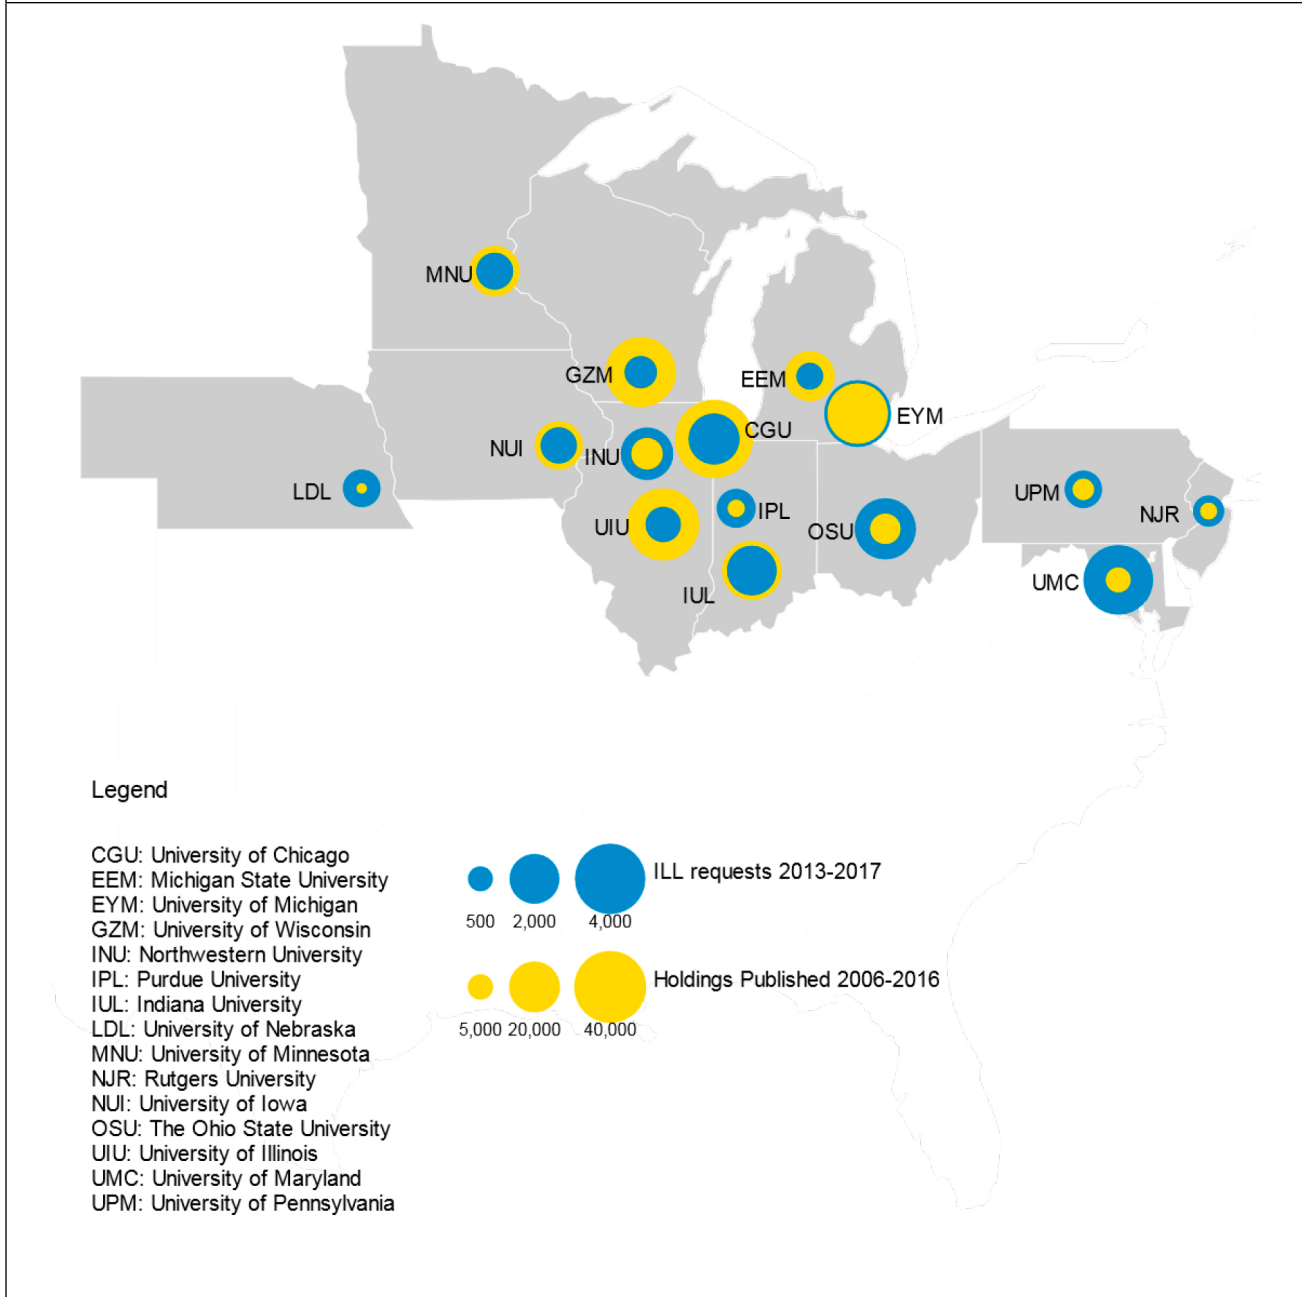 MNU
GZM
EEM
EYM
CGU
NUI
INU
LDL
UPM
IPL
NJR
UIU
OSU
UMC
IUL
Legend
CGU: University of Chicago
EEM: Michigan State University
EYM: University of Michigan
GZM: University of Wisconsin
INU: Northwestern University
IPL: Purdue University
IUL: Indiana University
LDL: University of Nebraska
MNU: University of Minnesota
NJR: Rutgers University
NUI: University of Iowa
OSU: The Ohio State University
UIU: University of Illinois
UMC: University of Maryland
UPM: University of Pennsylvania
ILL requests 2013-2017
500 2,000 4,000
Holdings Published 2006-2016
5,000 20,000 40,000